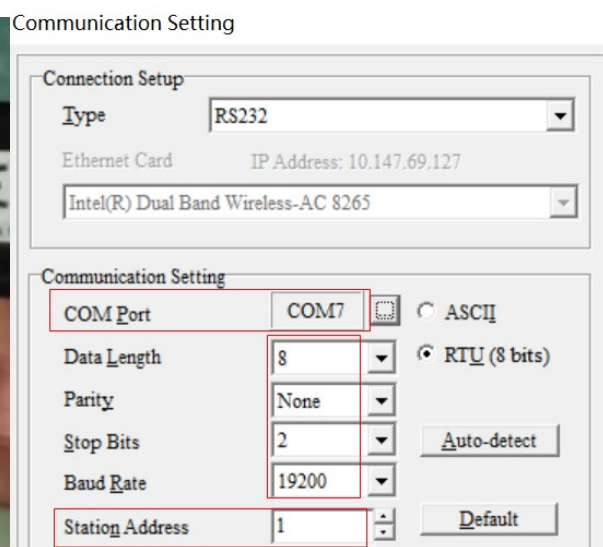 Communication Setting
Connection Setup
Type RS232
Ethernet Card IP Address: 10.147.69.127
Intel(R) Dual Band Wireless-AC 8265
Communication Setting
COM Port COM7 ASCII
Data Length 8 RTU (8 bits)
Parity None
Stop Bits 2 Auto-detect
Baud Rate 19200
Station Address 1 Default